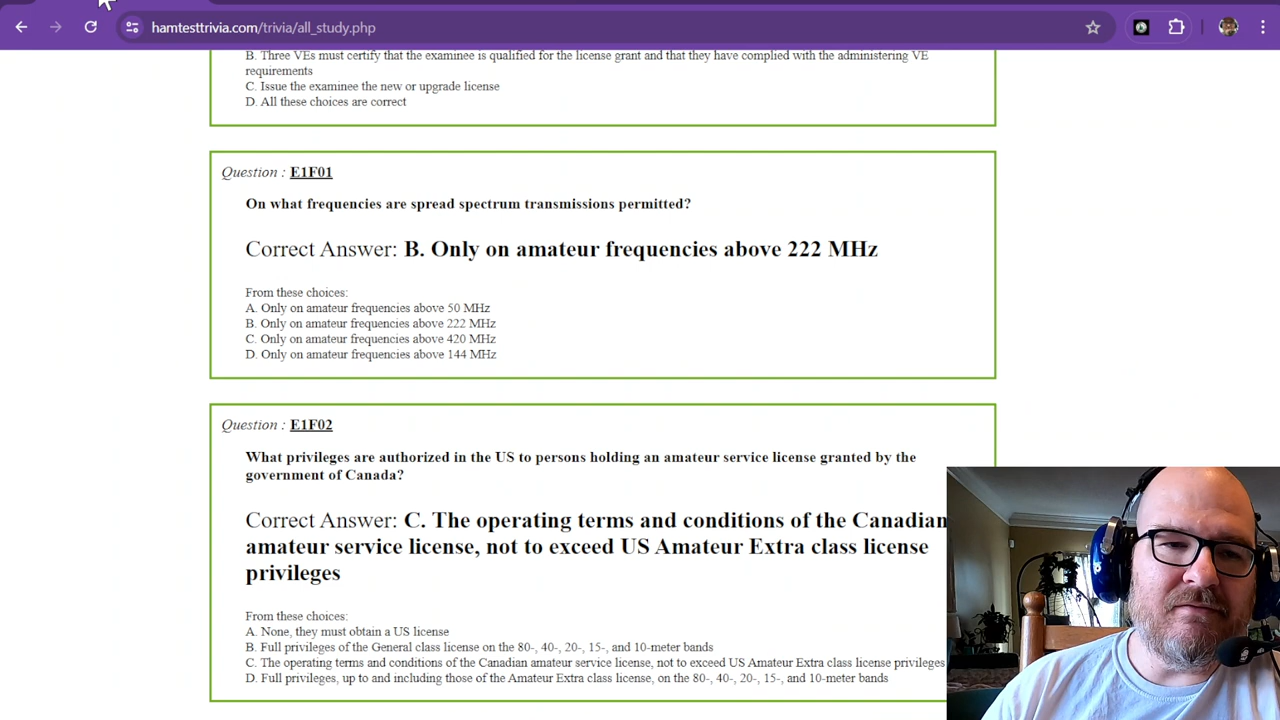 hamtesttrivia.com/trivia/all_study.php
B. Three VEs must certify that the examinee is qualified for the license grant and that they have complied with the administering VE
requirements
C. Issue the examinee the new or upgrade license
D. All these choices are correct
Question : E1F01
On what frequencies are spread spectrum transmissions permitted?
Correct Answer: B. Only on amateur frequencies above 222 MHz
From these choices:
A. Only on amateur frequencies above 50 MHz
B. Only on amateur frequencies above 222 MHz
C. Only on amateur frequencies above 420 MHz
D. Only on amateur frequencies above 144 MHz
Question : E1F02
What privileges are authorized in the US to persons holding an amateur service license granted by the
government of Canada?
Correct Answer: C. The operating terms and conditions of the Canadian
amateur service license, not to exceed US Amateur Extra class license
privileges
From these choices:
A. None, they must obtain a US license
B. Full privileges of the General class license on the 80-, 40-, 20-, 15-, and 10-meter bands
C. The operating terms and conditions of the Canadian amateur service license, not to exceed US Amateur Extra class license privileges
D. Full privileges, up to and including those of the Amateur Extra class license, on the 80-, 40-, 20-, 15-, and 10-meter bands